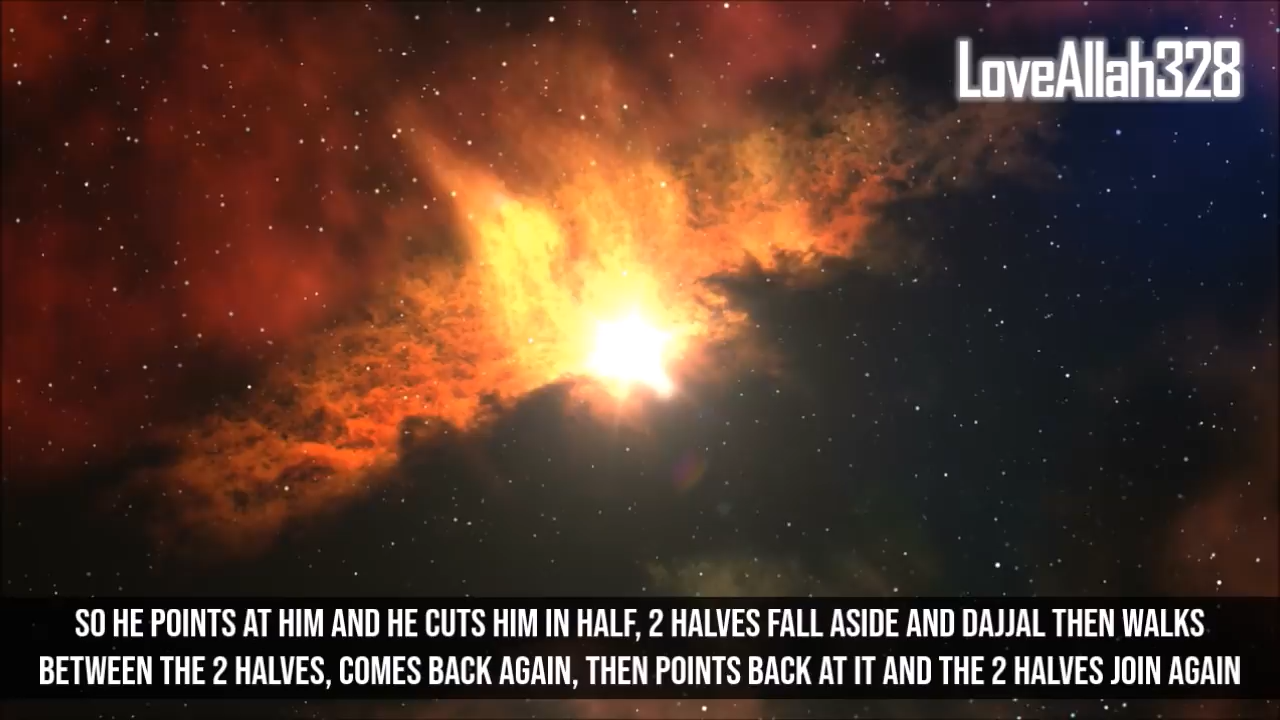 LoveAllah328
SO HE POINTS AT HIM AND HE CUTS HIM IN HALF, 2 HALVES FALL ASIDE AND DAJJAL THEN WALKS
BETWEEN THE 2 HALVES, COMES BACK AGAIN, THEN POINTS BACK AT IT AND THE 2 HALVES JOIN AGAIN